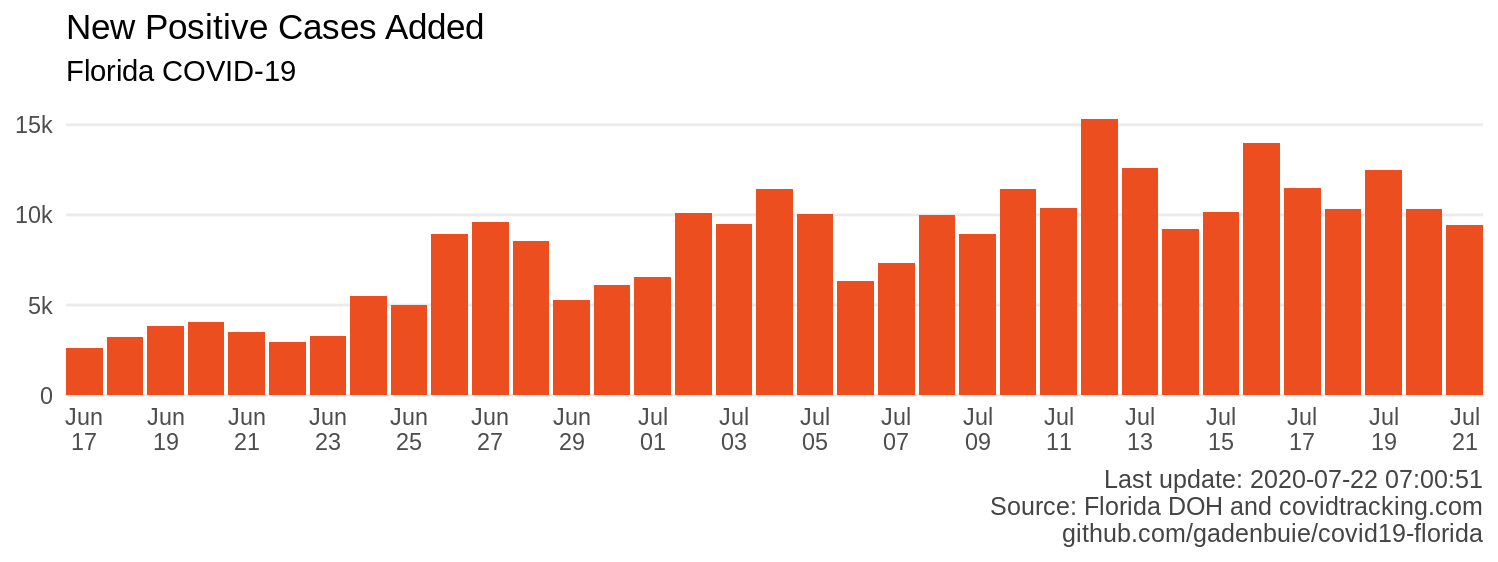 New Positive Cases Added
Florida COVID-19
15k
10k
5k
0
Jun Jun Jun Jun Jun Jun Jun Jul Jul Jul Jul Jul Jul Jul Jul Jul Jul Jul
17 19 21 23 25 27 29 01 03 05 07 09 11 13 15 17 19 21
Last update: 2020-07-22 07:00:51
Source: Florida DOH and covidtracking.com
github.com/gadenbuie/covid19-florida